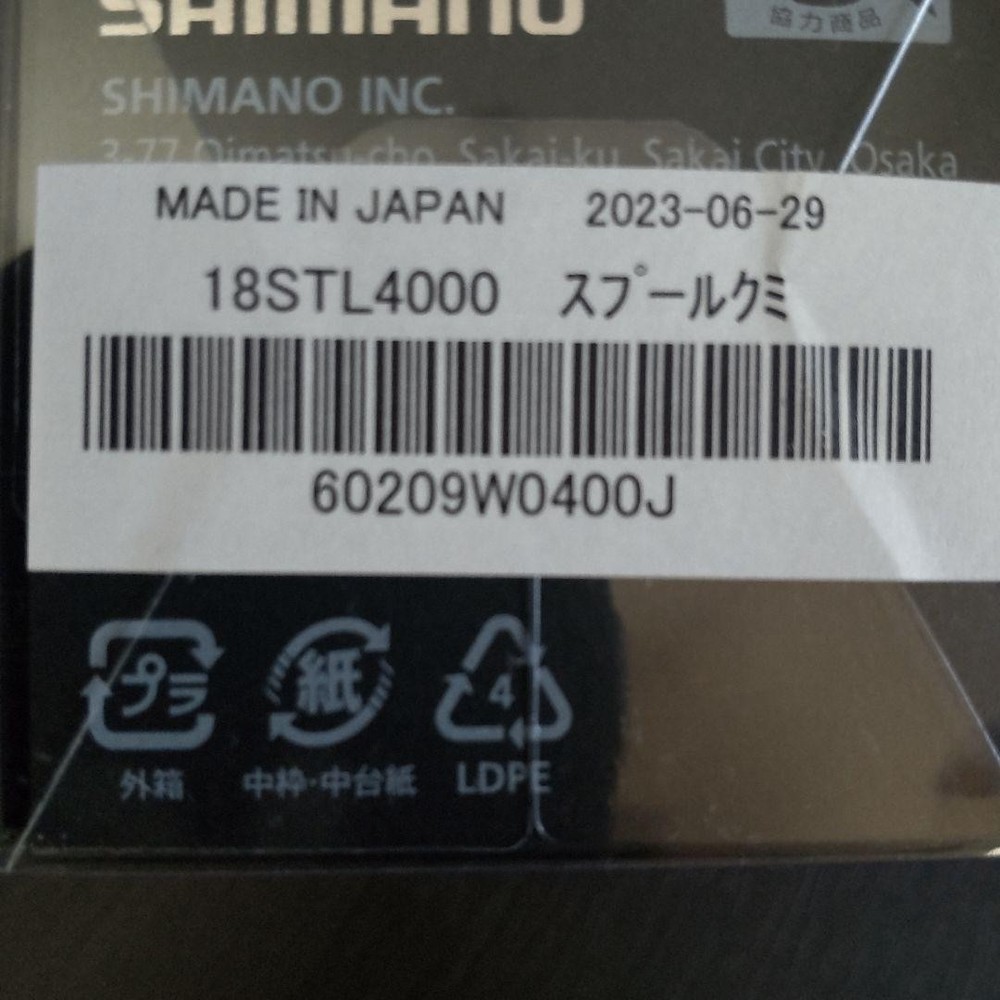 SHIMANO
協力商品
SHIMANO INC.
3-77 Oimatsu-cho, Sakai-ku, Sakai City, Osaka
MADE IN JAPAN 2023-06-29
18STL4000 スプールクミ
60209W0400J
プラ 紙 4
外箱 中枠・中台紙 LDPE